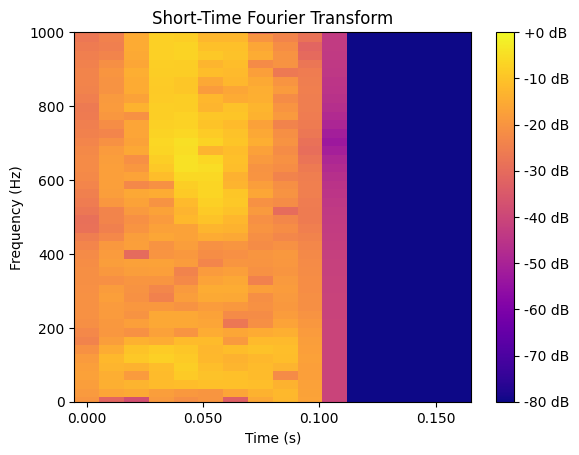 Short-Time Fourier Transform
1000
800
600
400
200
0
Frequency (Hz)
0.000
0.050
0.100
0.150
Time (s)
+0 dB
-10 dB
-20 dB
-30 dB
-40 dB
-50 dB
-60 dB
-70 dB
-80 dB